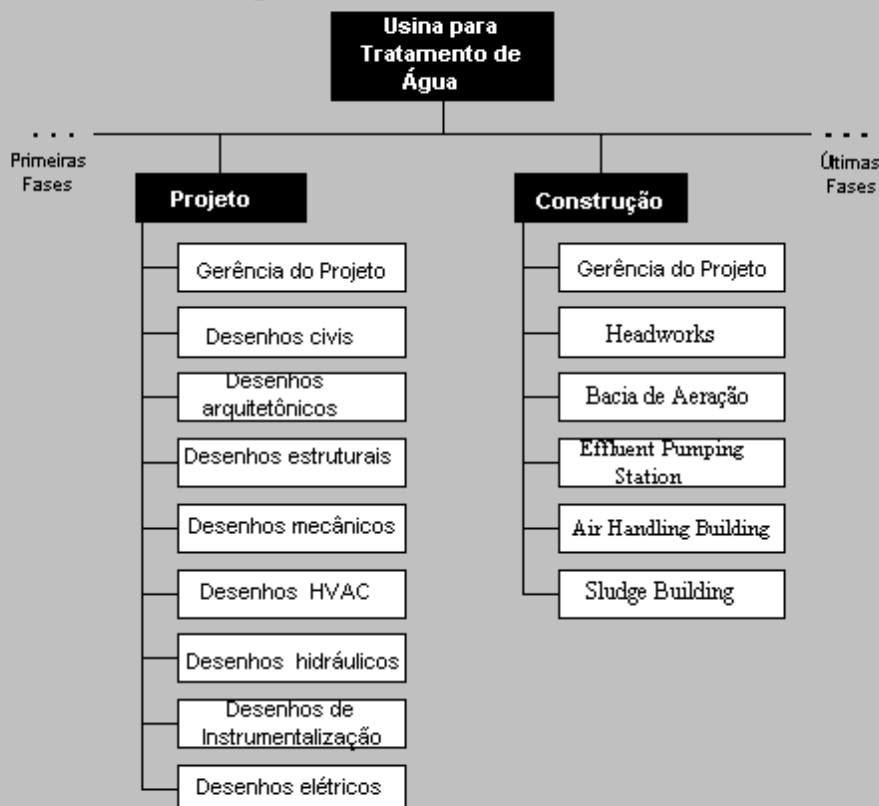 Usina para
Tratamento de
Água
. . .
. . .
Primeiras
Fases
Últimas
Fases
Projeto
Construção
Gerência do Projeto
Desenhos civis
Desenhos
arquitetônicos
Desenhos estruturais
Desenhos mecânicos
Desenhos HVAC
Desenhos hidráulicos
Desenhos de
Instrumentalização
Desenhos elétricos
Gerência do Projeto
Headworks
Bacia de Aeração
Effluent Pumping
Station
Air Handling Building
Sludge Building